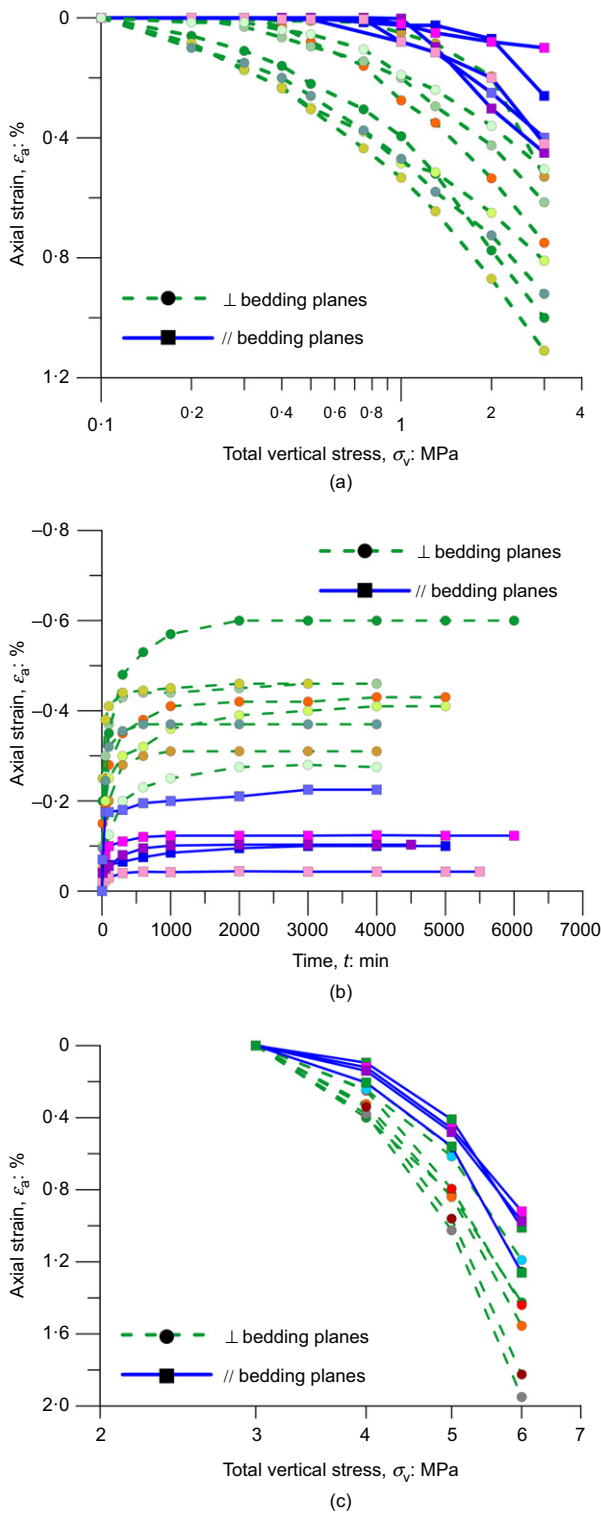 0
0·4
0·8
1·2
Axial strain, εa: %
⊥ bedding planes
// bedding planes
0·1
0·2
0·4
0·6
0·8
1
2
4
Total vertical stress, σv: MPa
(a)
–0·8
–0·6
–0·4
–0·2
0
Axial strain, εa: %
⊥ bedding planes
// bedding planes
0
1000
2000
3000
4000
5000
6000
7000
Time, t: min
(b)
0
0·4
0·8
1·2
1·6
2·0
Axial strain, εa: %
⊥ bedding planes
// bedding planes
2
3
4
5
6
7
Total vertical stress, σv: MPa
(c)